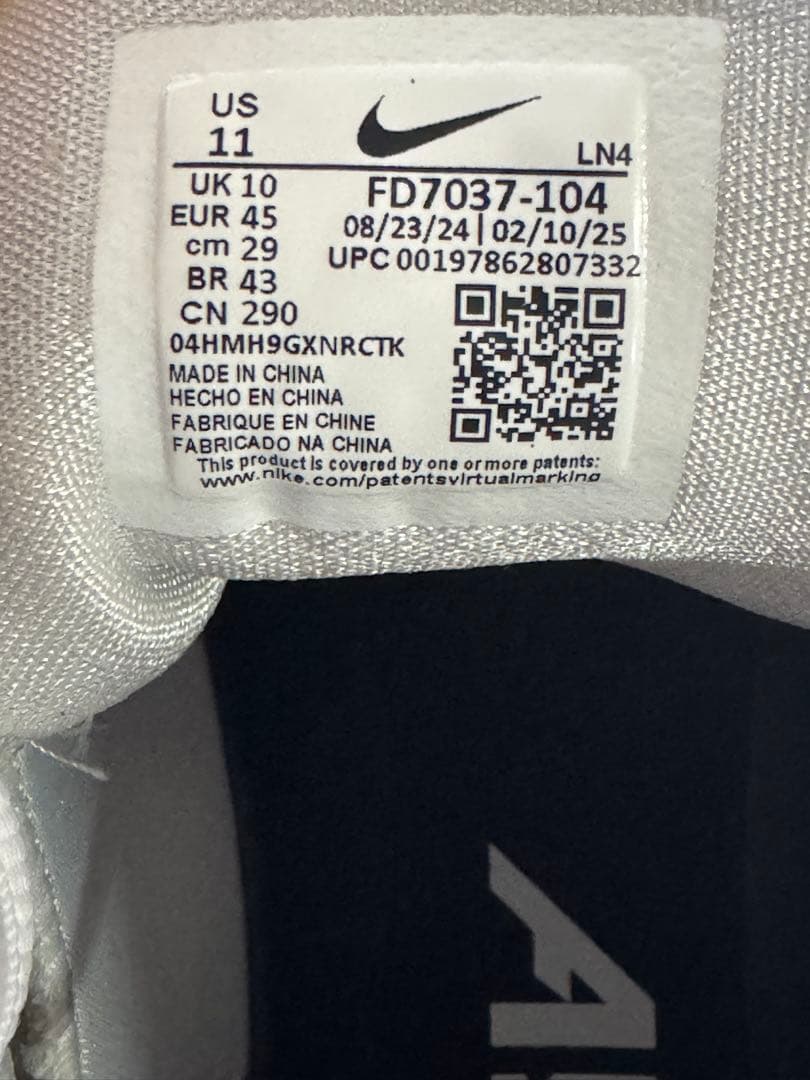 US
11
LN4
UK 10
EUR 45
cm 29
BR 43
CN 290
FD7037-104
08/23/24 | 02/10/25
UPC 00197862807332
04HMH9GXNRCTK
MADE IN CHINA
HECHO EN CHINA
FABRIQUE EN CHINE
FABRICADO NA CHINA
This product is covered by one or more patents:
www.nike.com/patentsvirtualmarking